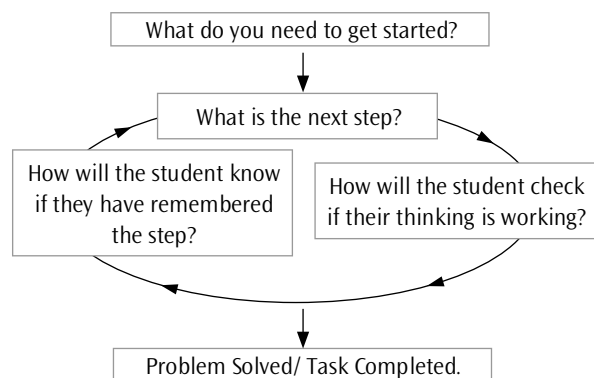 What do you need to get started?
What is the next step?
How will the student know
if they have remembered
the step?
How will the student check
if their thinking is working?
Problem Solved/ Task Completed.